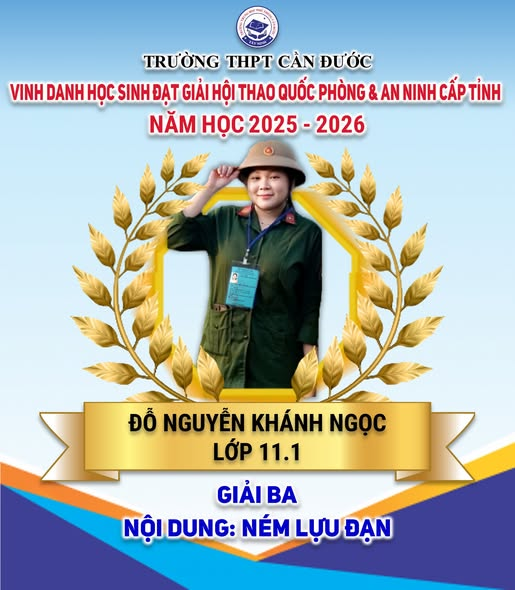 TRƯỜNG THPT CẦN ĐƯỚC
VINH DANH HỌC SINH ĐẠT GIẢI HỘI THAO QUỐC PHÒNG & AN NINH CẤP TỈNH
NĂM HỌC 2025 - 2026
ĐỖ NGUYỄN KHÁNH NGỌC
LỚP 11.1
GIẢI BA
NỘI DUNG: NÉM LỰU ĐẠN